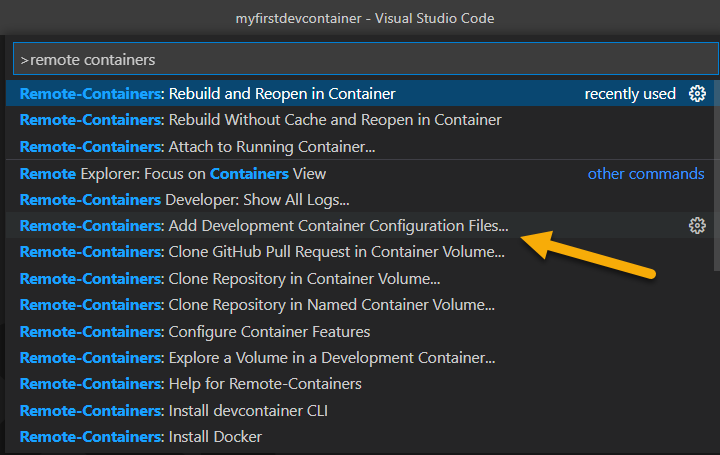 myfirstdevcontainer - Visual Studio Code
>remote containers
Remote-Containers: Rebuild and Reopen in Container recently used
Remote-Containers: Rebuild Without Cache and Reopen in Container
Remote-Containers: Attach to Running Container...
Remote Explorer: Focus on Containers View other commands
Remote-Containers Developer: Show All Logs...
Remote-Containers: Add Development Container Configuration Files...
Remote-Containers: Clone GitHub Pull Request in Container Volume...
Remote-Containers: Clone Repository in Container Volume...
Remote-Containers: Clone Repository in Named Container Volume...
Remote-Containers: Configure Container Features
Remote-Containers: Explore a Volume in a Development Container...
Remote-Containers: Help for Remote-Containers
Remote-Containers: Install devcontainer CLI
Remote-Containers: Install Docker